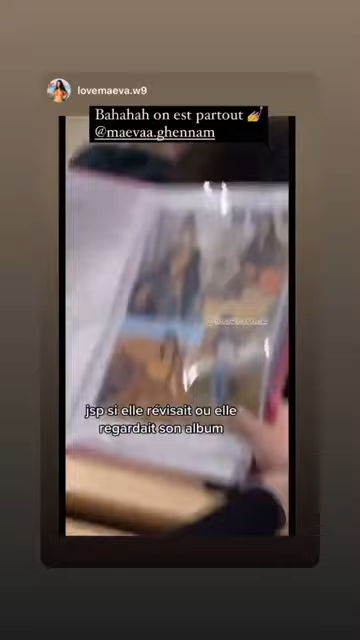 lovemaeva.w9
Bahahah on est partout 💅
@maevaa.ghennam
jsp si elle révisait ou elle
regardait son album